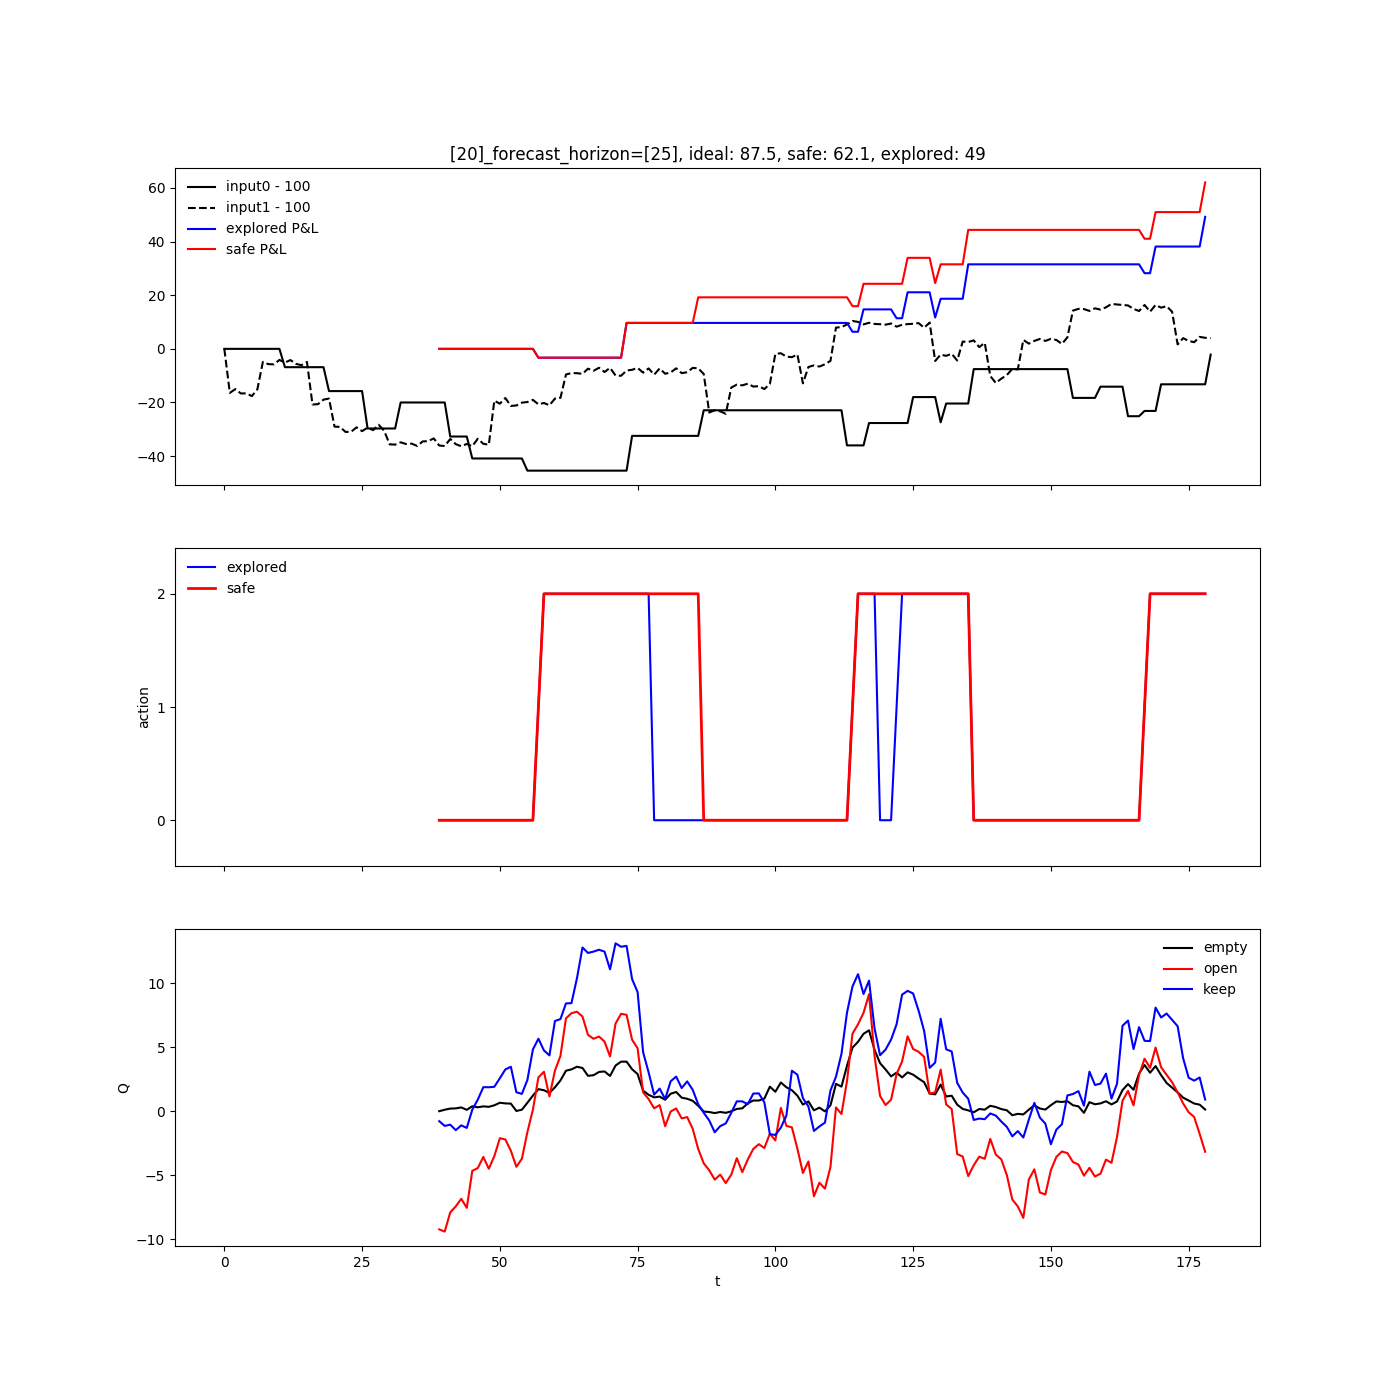 [20]_forecast_horizon=[25], ideal: 87.5, safe: 62.1, explored: 49
input0 - 100
input1 - 100
explored P&L
safe P&L
60
40
20
0
−20
−40
explored
safe
2
1
0
action
empty
open
keep
10
5
0
−5
−10
Q
0 25 50 75 100 125 150 175
t